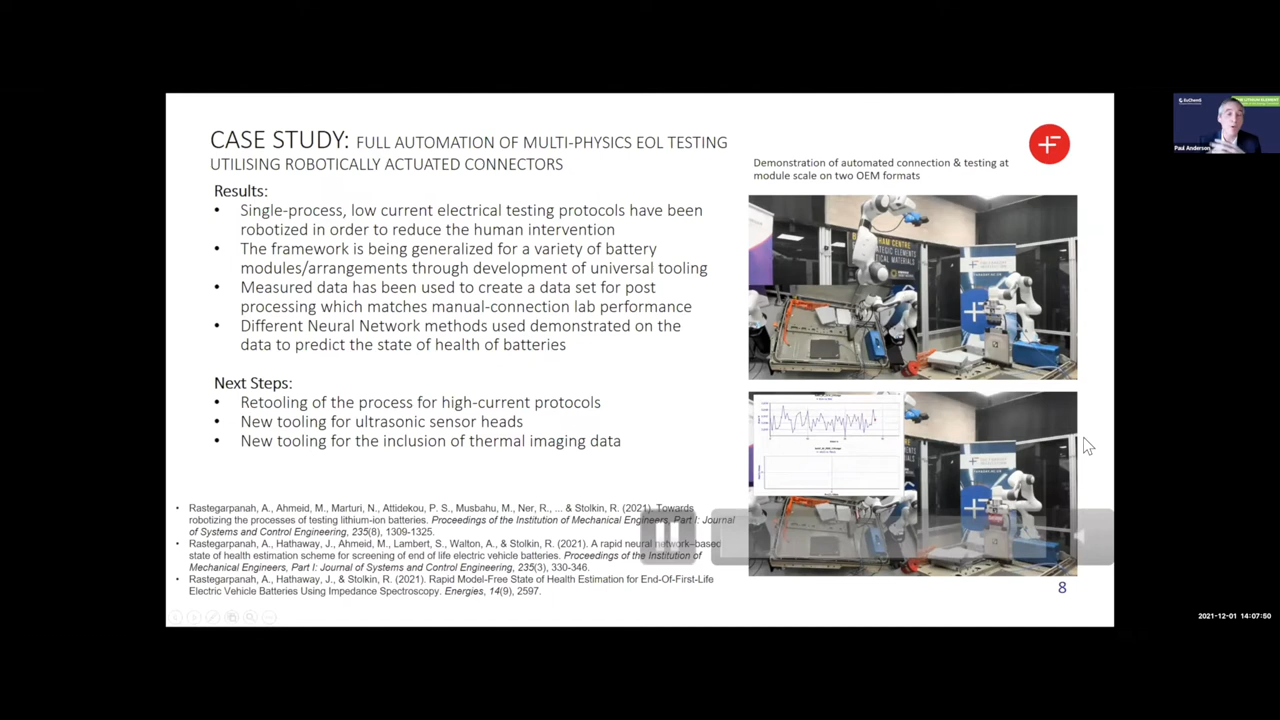 CASE STUDY: FULL AUTOMATION OF MULTI-PHYSICS EOL TESTING
UTILISING ROBOTICALLY ACTUATED CONNECTORS
Results:
• Single-process, low current electrical testing protocols have been
robotized in order to reduce the human intervention
• The framework is being generalized for a variety of battery
modules/arrangements through development of universal tooling
• Measured data has been used to create a data set for post
processing which matches manual-connection lab performance
• Different Neural Network methods used demonstrated on the
data to predict the state of health of batteries
Next Steps:
• Retooling of the process for high-current protocols
• New tooling for ultrasonic sensor heads
• New tooling for the inclusion of thermal imaging data
• Rastegarpanah, A., Ahmeid, M., Marturi, N., Attidekou, P. S., Musbahu, M., Ner, R., ... & Stolkin, R. (2021). Towards
robotizing the processes of testing lithium-ion batteries. Proceedings of the Institution of Mechanical Engineers, Part I: Journal
of Systems and Control Engineering, 235(8), 1309-1325.
• Rastegarpanah, A., Hathaway, J., Ahmeid, M., Lambert, S., Walton, A., & Stolkin, R. (2021). A rapid neural network–based
state of health estimation scheme for screening of end of life electric vehicle batteries. Proceedings of the Institution of
Mechanical Engineers, Part I: Journal of Systems and Control Engineering, 235(3), 330-346.
• Rastegarpanah, A., Hathaway, J., & Stolkin, R. (2021). Rapid Model-Free State of Health Estimation for End-Of-First-Life
Electric Vehicle Batteries Using Impedance Spectroscopy. Energies, 14(9), 2597.
Demonstration of automated connection & testing at
module scale on two OEM formats
8
EuChemS
LITHIUM ELEMENT
Paul Anderson
2021-12-01 14:07:50